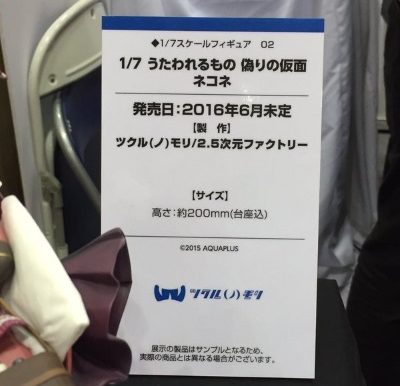 ◆1/7スケールフィギュア 02
1/7 うたわれるもの 偽りの仮面
ネコネ
発売日:2016年6月未定
【製 作】
ツクル(ノ)モリ/2.5次元ファクトリー
【サイズ】
高さ:約200mm(台座込)
©2015 AQUAPLUS
ツクル(ノ)モリ
展示の製品はサンプルとなるため、
実際の商品とは異なる場合がございます。